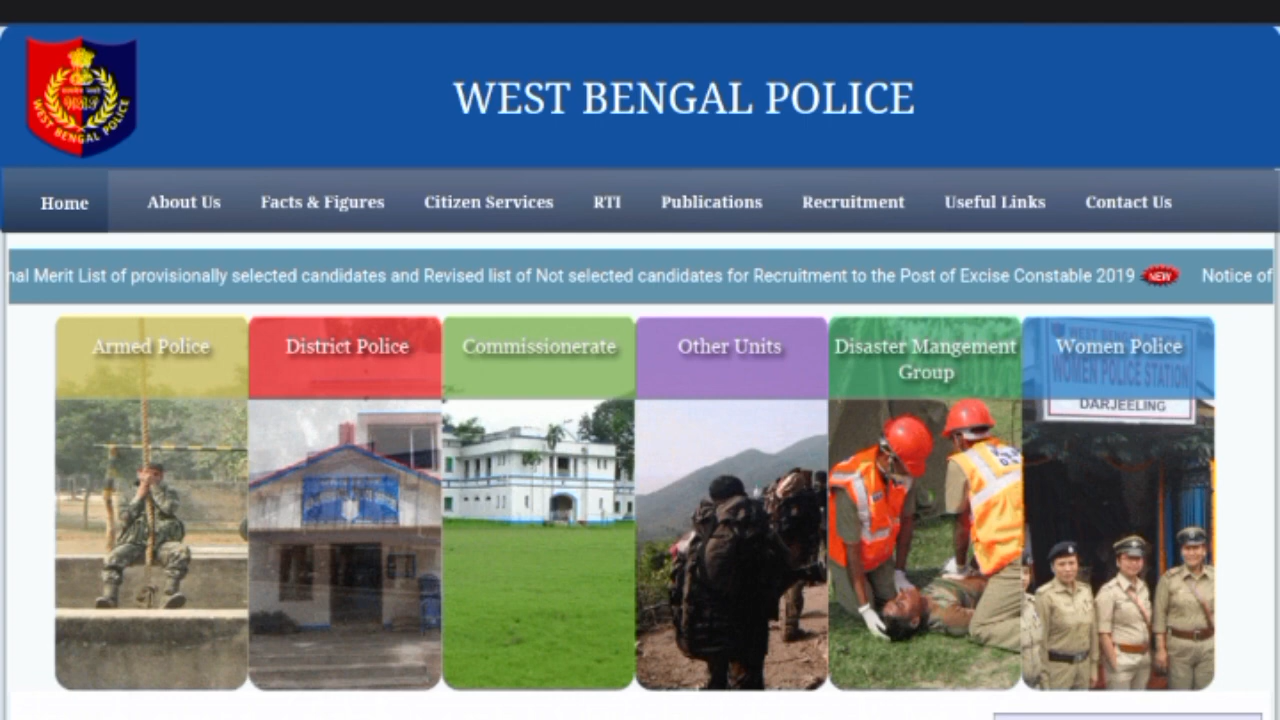 WEST BENGAL POLICE
WEST BENGAL POLICE
Home About Us Facts & Figures Citizen Services RTI Publications Recruitment Useful Links Contact Us
nal Merit List of provisionally selected candidates and Revised list of Not selected candidates for Recruitment to the Post of Excise Constable 2019 NEW Notice of
Armed Police District Police Commissionerate Other Units Disaster Mangement Group Women Police
WOMEN POLICE STATION
DARJEELING